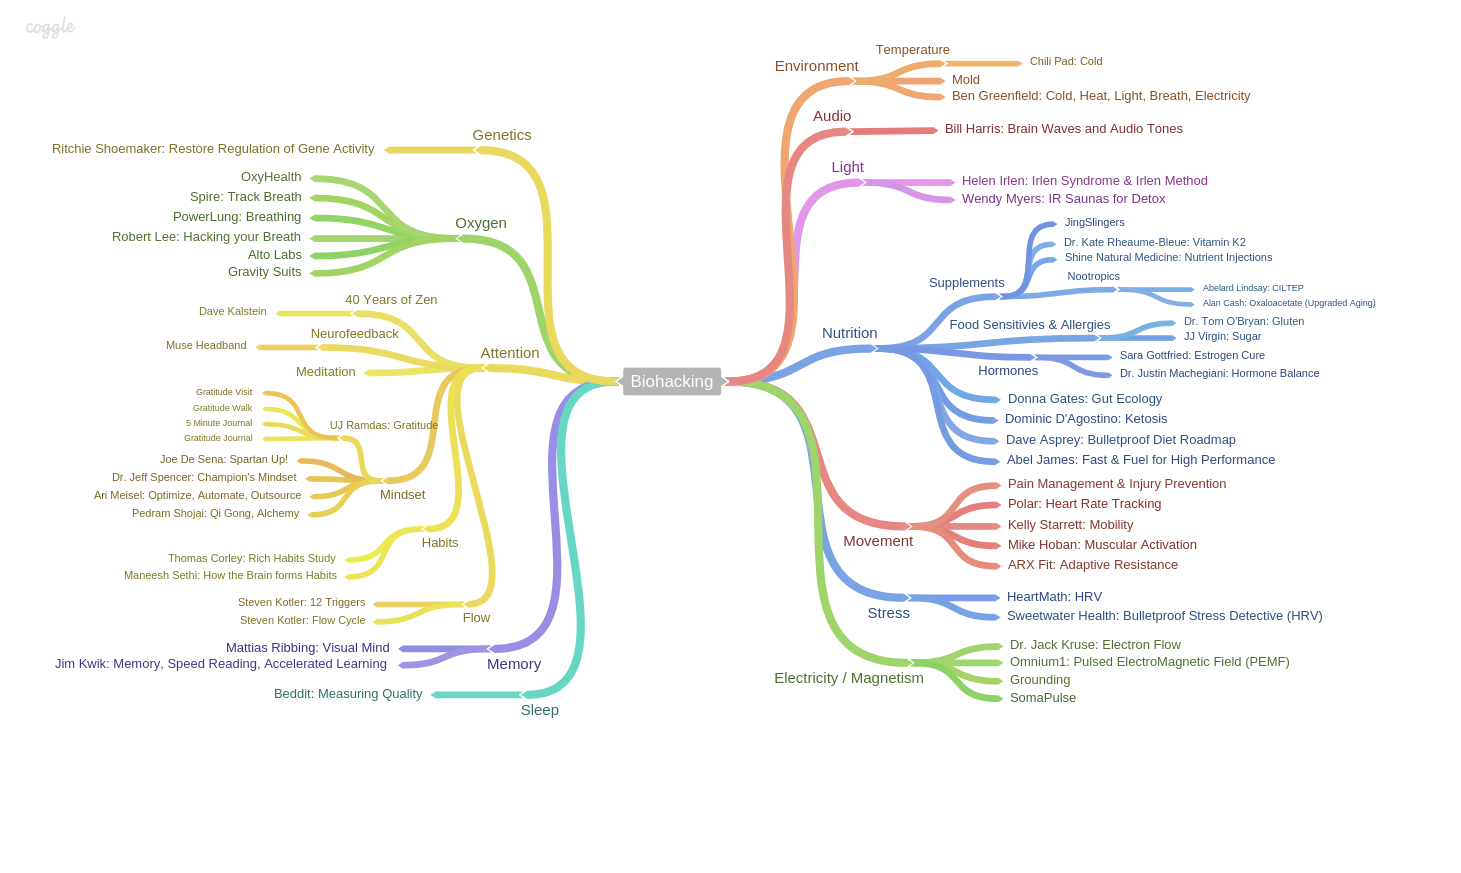 coggle
Biohacking
Genetics
Ritchie Shoemaker: Restore Regulation of Gene Activity
Oxygen
OxyHealth
Spire: Track Breath
PowerLung: Breathing
Robert Lee: Hacking your Breath
Alto Labs
Gravity Suits
Attention
40 Years of Zen
Dave Kalstein
Neurofeedback
Muse Headband
Meditation
Mindset
UJ Ramdas: Gratitude
Gratitude Visit
Gratitude Walk
5 Minute Journal
Gratitude Journal
Joe De Sena: Spartan Up!
Dr. Jeff Spencer: Champion's Mindset
Ari Meisel: Optimize, Automate, Outsource
Pedram Shojai: Qi Gong, Alchemy
Habits
Thomas Corley: Rich Habits Study
Maneesh Sethi: How the Brain forms Habits
Flow
Steven Kotler: 12 Triggers
Steven Kotler: Flow Cycle
Memory
Mattias Ribbing: Visual Mind
Jim Kwik: Memory, Speed Reading, Accelerated Learning
Sleep
Beddit: Measuring Quality
Environment
Temperature
Chili Pad: Cold
Mold
Ben Greenfield: Cold, Heat, Light, Breath, Electricity
Audio
Bill Harris: Brain Waves and Audio Tones
Light
Helen Irlen: Irlen Syndrome & Irlen Method
Wendy Myers: IR Saunas for Detox
Nutrition
Supplements
JingSlingers
Dr. Kate Rheaume-Bleue: Vitamin K2
Shine Natural Medicine: Nutrient Injections
Nootropics
Abelard Lindsay: CILTEP
Alan Cash: Oxaloacetate (Upgraded Aging)
Food Sensitivies & Allergies
Dr. Tom O'Bryan: Gluten
JJ Virgin: Sugar
Hormones
Sara Gottfried: Estrogen Cure
Dr. Justin Machegiani: Hormone Balance
Donna Gates: Gut Ecology
Dominic D'Agostino: Ketosis
Dave Asprey: Bulletproof Diet Roadmap
Abel James: Fast & Fuel for High Performance
Movement
Pain Management & Injury Prevention
Polar: Heart Rate Tracking
Kelly Starrett: Mobility
Mike Hoban: Muscular Activation
ARX Fit: Adaptive Resistance
Stress
HeartMath: HRV
Sweetwater Health: Bulletproof Stress Detective (HRV)
Electricity / Magnetism
Dr. Jack Kruse: Electron Flow
Omnium1: Pulsed ElectroMagnetic Field (PEMF)
Grounding
SomaPulse